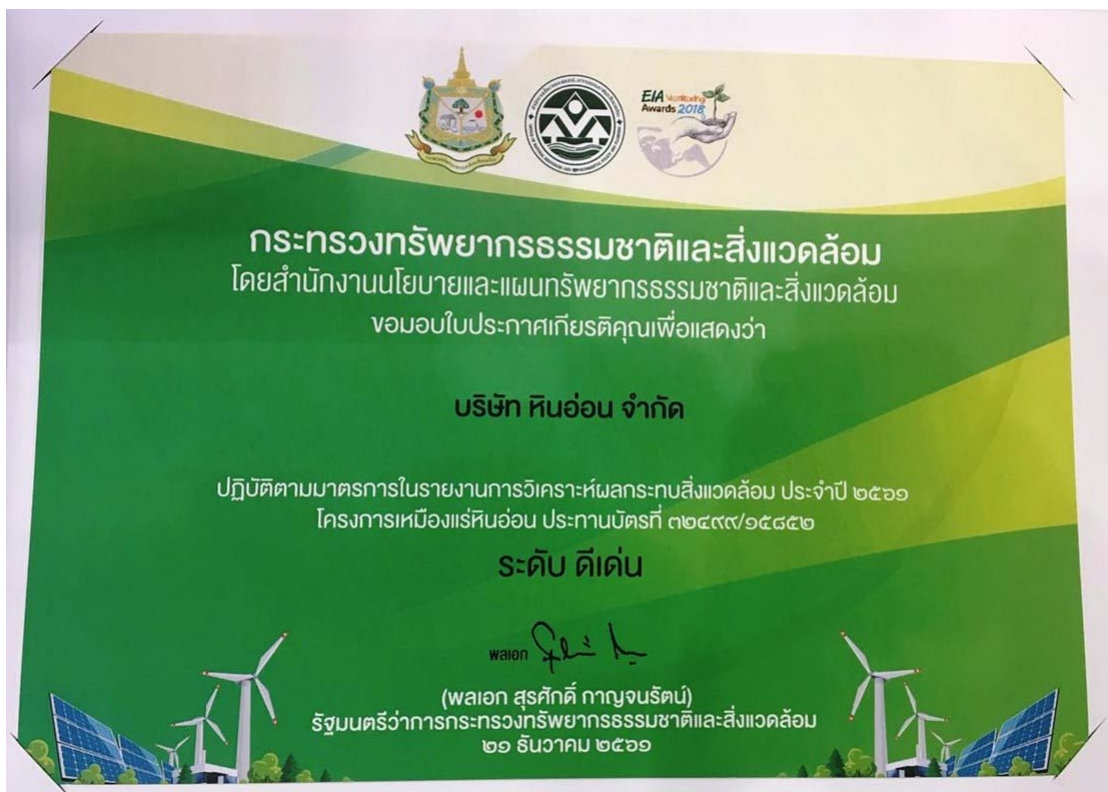 EIA Monitoring
Awards 2018
กระทรวงทรัพยากรธรรมชาติและสิ่งแวดล้อม
โดยสำนักงานนโยบายและแผนทรัพยากรธรรมชาติและสิ่งแวดล้อม
ขอมอบใบประกาศเกียรติคุณเพื่อแสดงว่า
บริษัท หินอ่อน จำกัด
ปฏิบัติตามมาตรการในรายงานการวิเคราะห์ผลกระทบสิ่งแวดล้อม ประจำปี ๒๕๖๑
โครงการเหมืองแร่หินอ่อน ประทานบัตรที่ ๓๒๔๙๙/๑๕๘๕๒
ระดับ ดีเด่น
พลเอก
(พลเอก สุรศักดิ์ กาญจนรัตน์)
รัฐมนตรีว่าการกระทรวงทรัพยากรธรรมชาติและสิ่งแวดล้อม
๒๑ ธันวาคม ๒๕๖๑